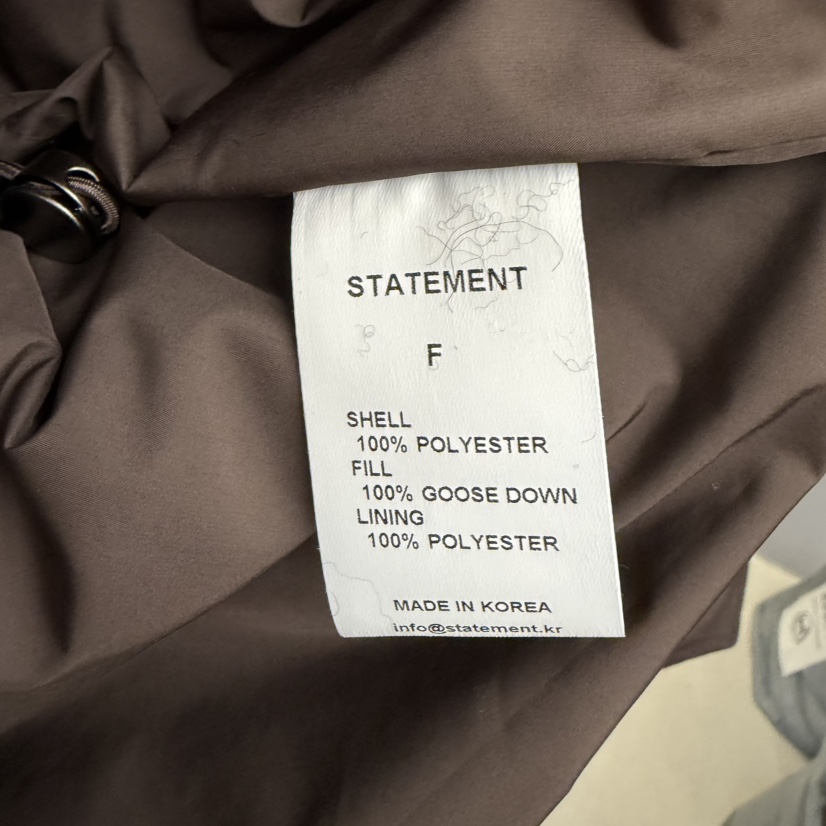 STATEMENT
F
SHELL
100% POLYESTER
FILL
100% GOOSE DOWN
LINING
100% POLYESTER
MADE IN KOREA
info@statement.kr